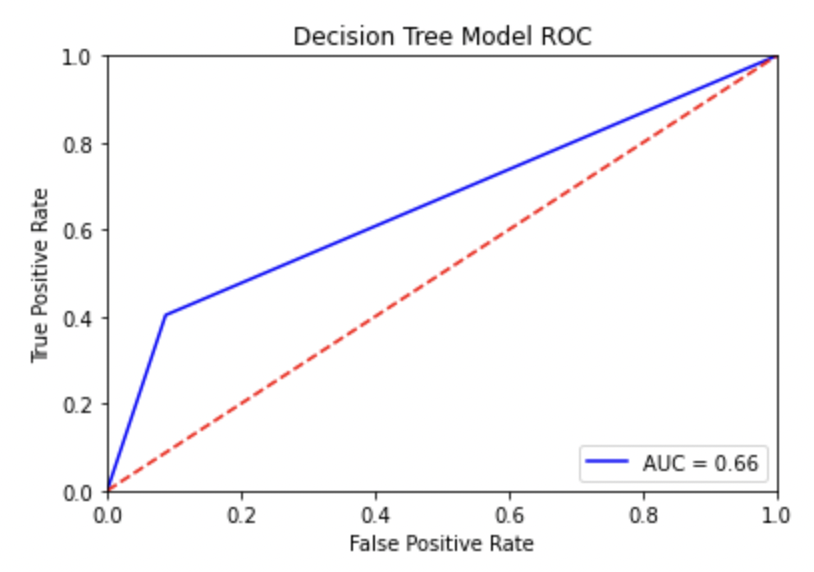 Decision Tree Model ROC
1.0
0.8
0.6
0.4
0.2
0.0
True Positive Rate
AUC = 0.66
0.0 0.2 0.4 0.6 0.8 1.0
False Positive Rate